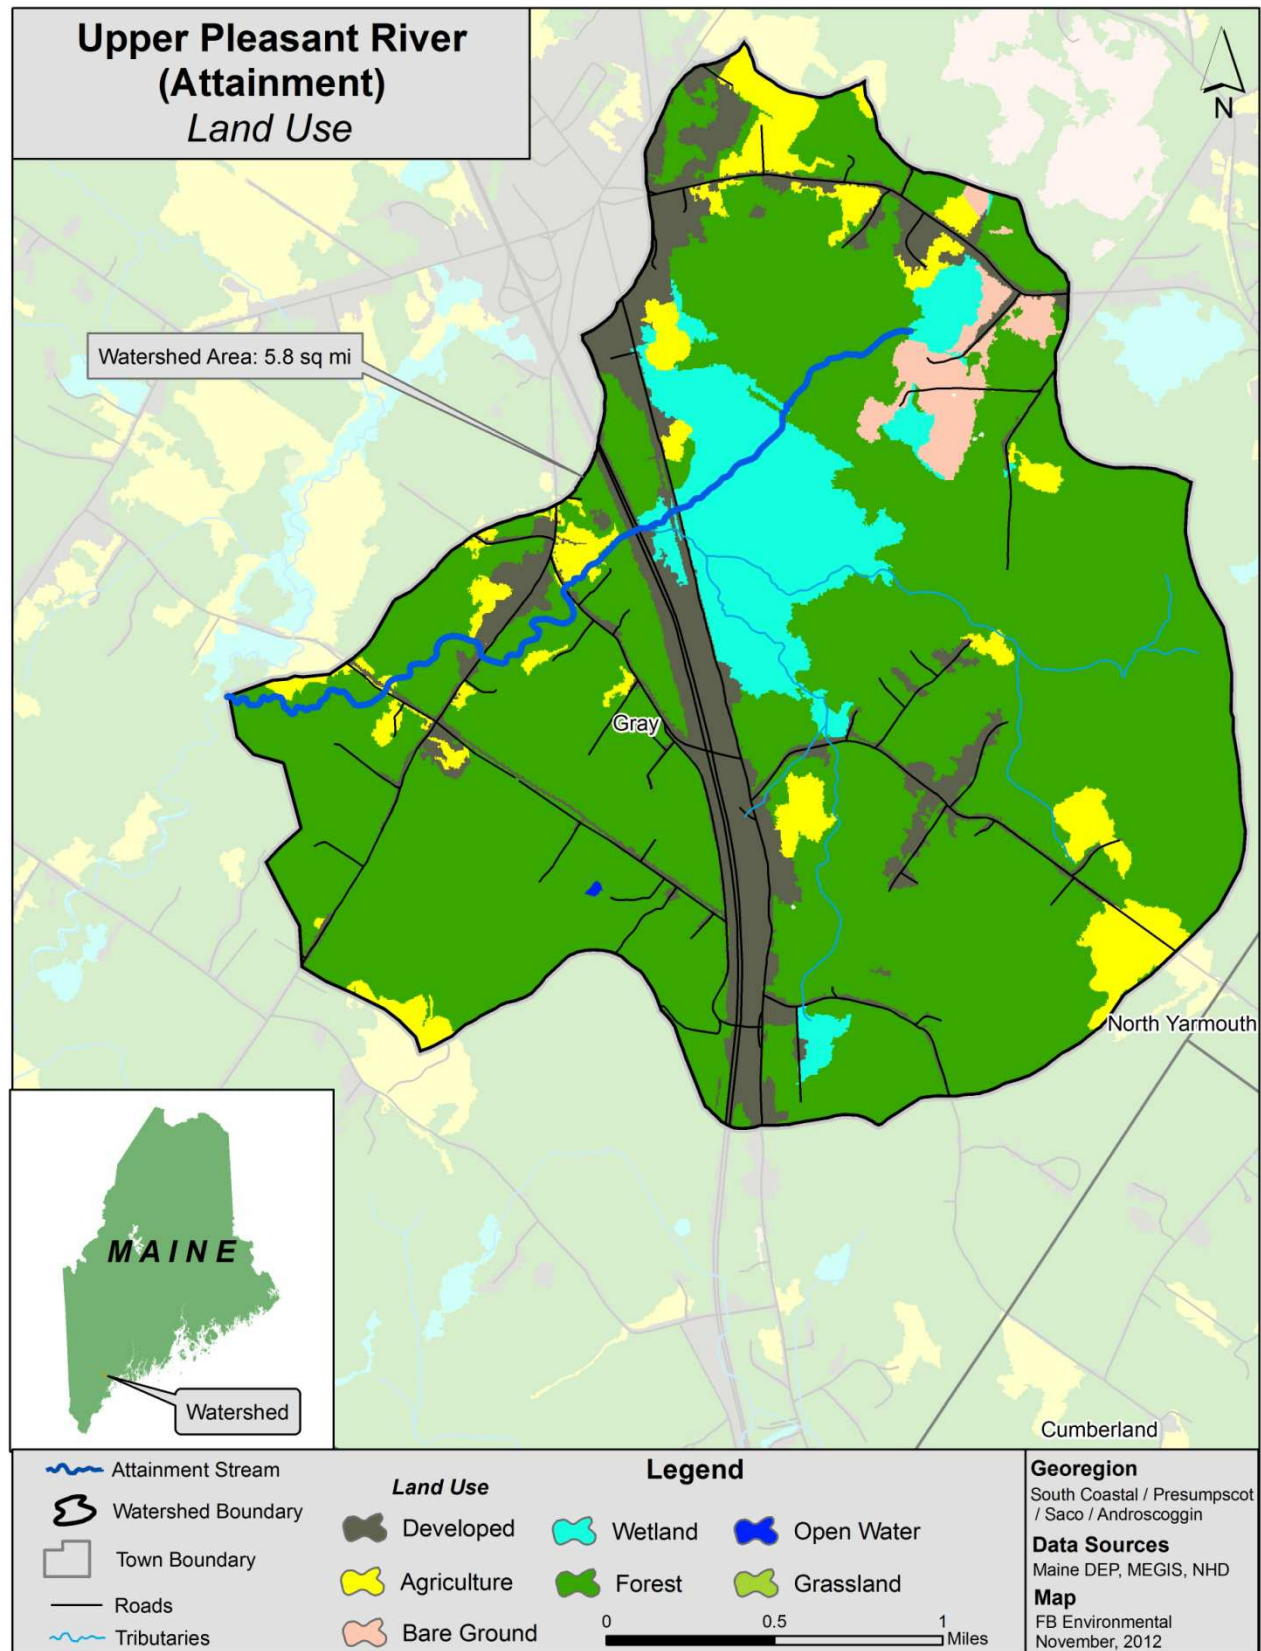 Upper Pleasant River
(Attainment)
Land Use
N
Watershed Area: 5.8 sq mi
Gray
North Yarmouth
MAINE
Watershed
Cumberland
Attainment Stream
Watershed Boundary
Town Boundary
Roads
Tributaries
Legend
Land Use
Developed
Wetland
Open Water
Agriculture
Forest
Grassland
Bare Ground
0 0.5 1
Miles
Georegion
South Coastal / Presumpscot
/ Saco / Androscoggin
Data Sources
Maine DEP, MEGIS, NHD
Map
FB Environmental
November, 2012